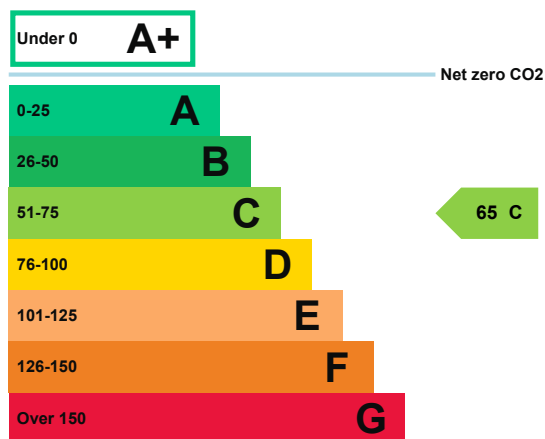 Under 0 A+
Net zero CO2
0-25 A
26-50 B
51-75 C
65 C
76-100 D
101-125 E
126-150 F
Over 150 G